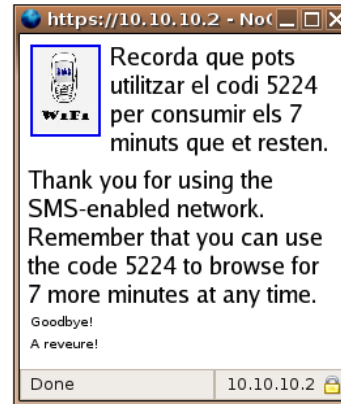 https://10.10.10.2 - No
SMS
WiFi
Recorda que pots
utilitzar el codi 5224
per consumir els 7
minuts que et resten.
Thank you for using the
SMS-enabled network.
Remember that you can use
the code 5224 to browse for
7 more minutes at any time.
Goodbye!
A reveure!
Done
10.10.10.2